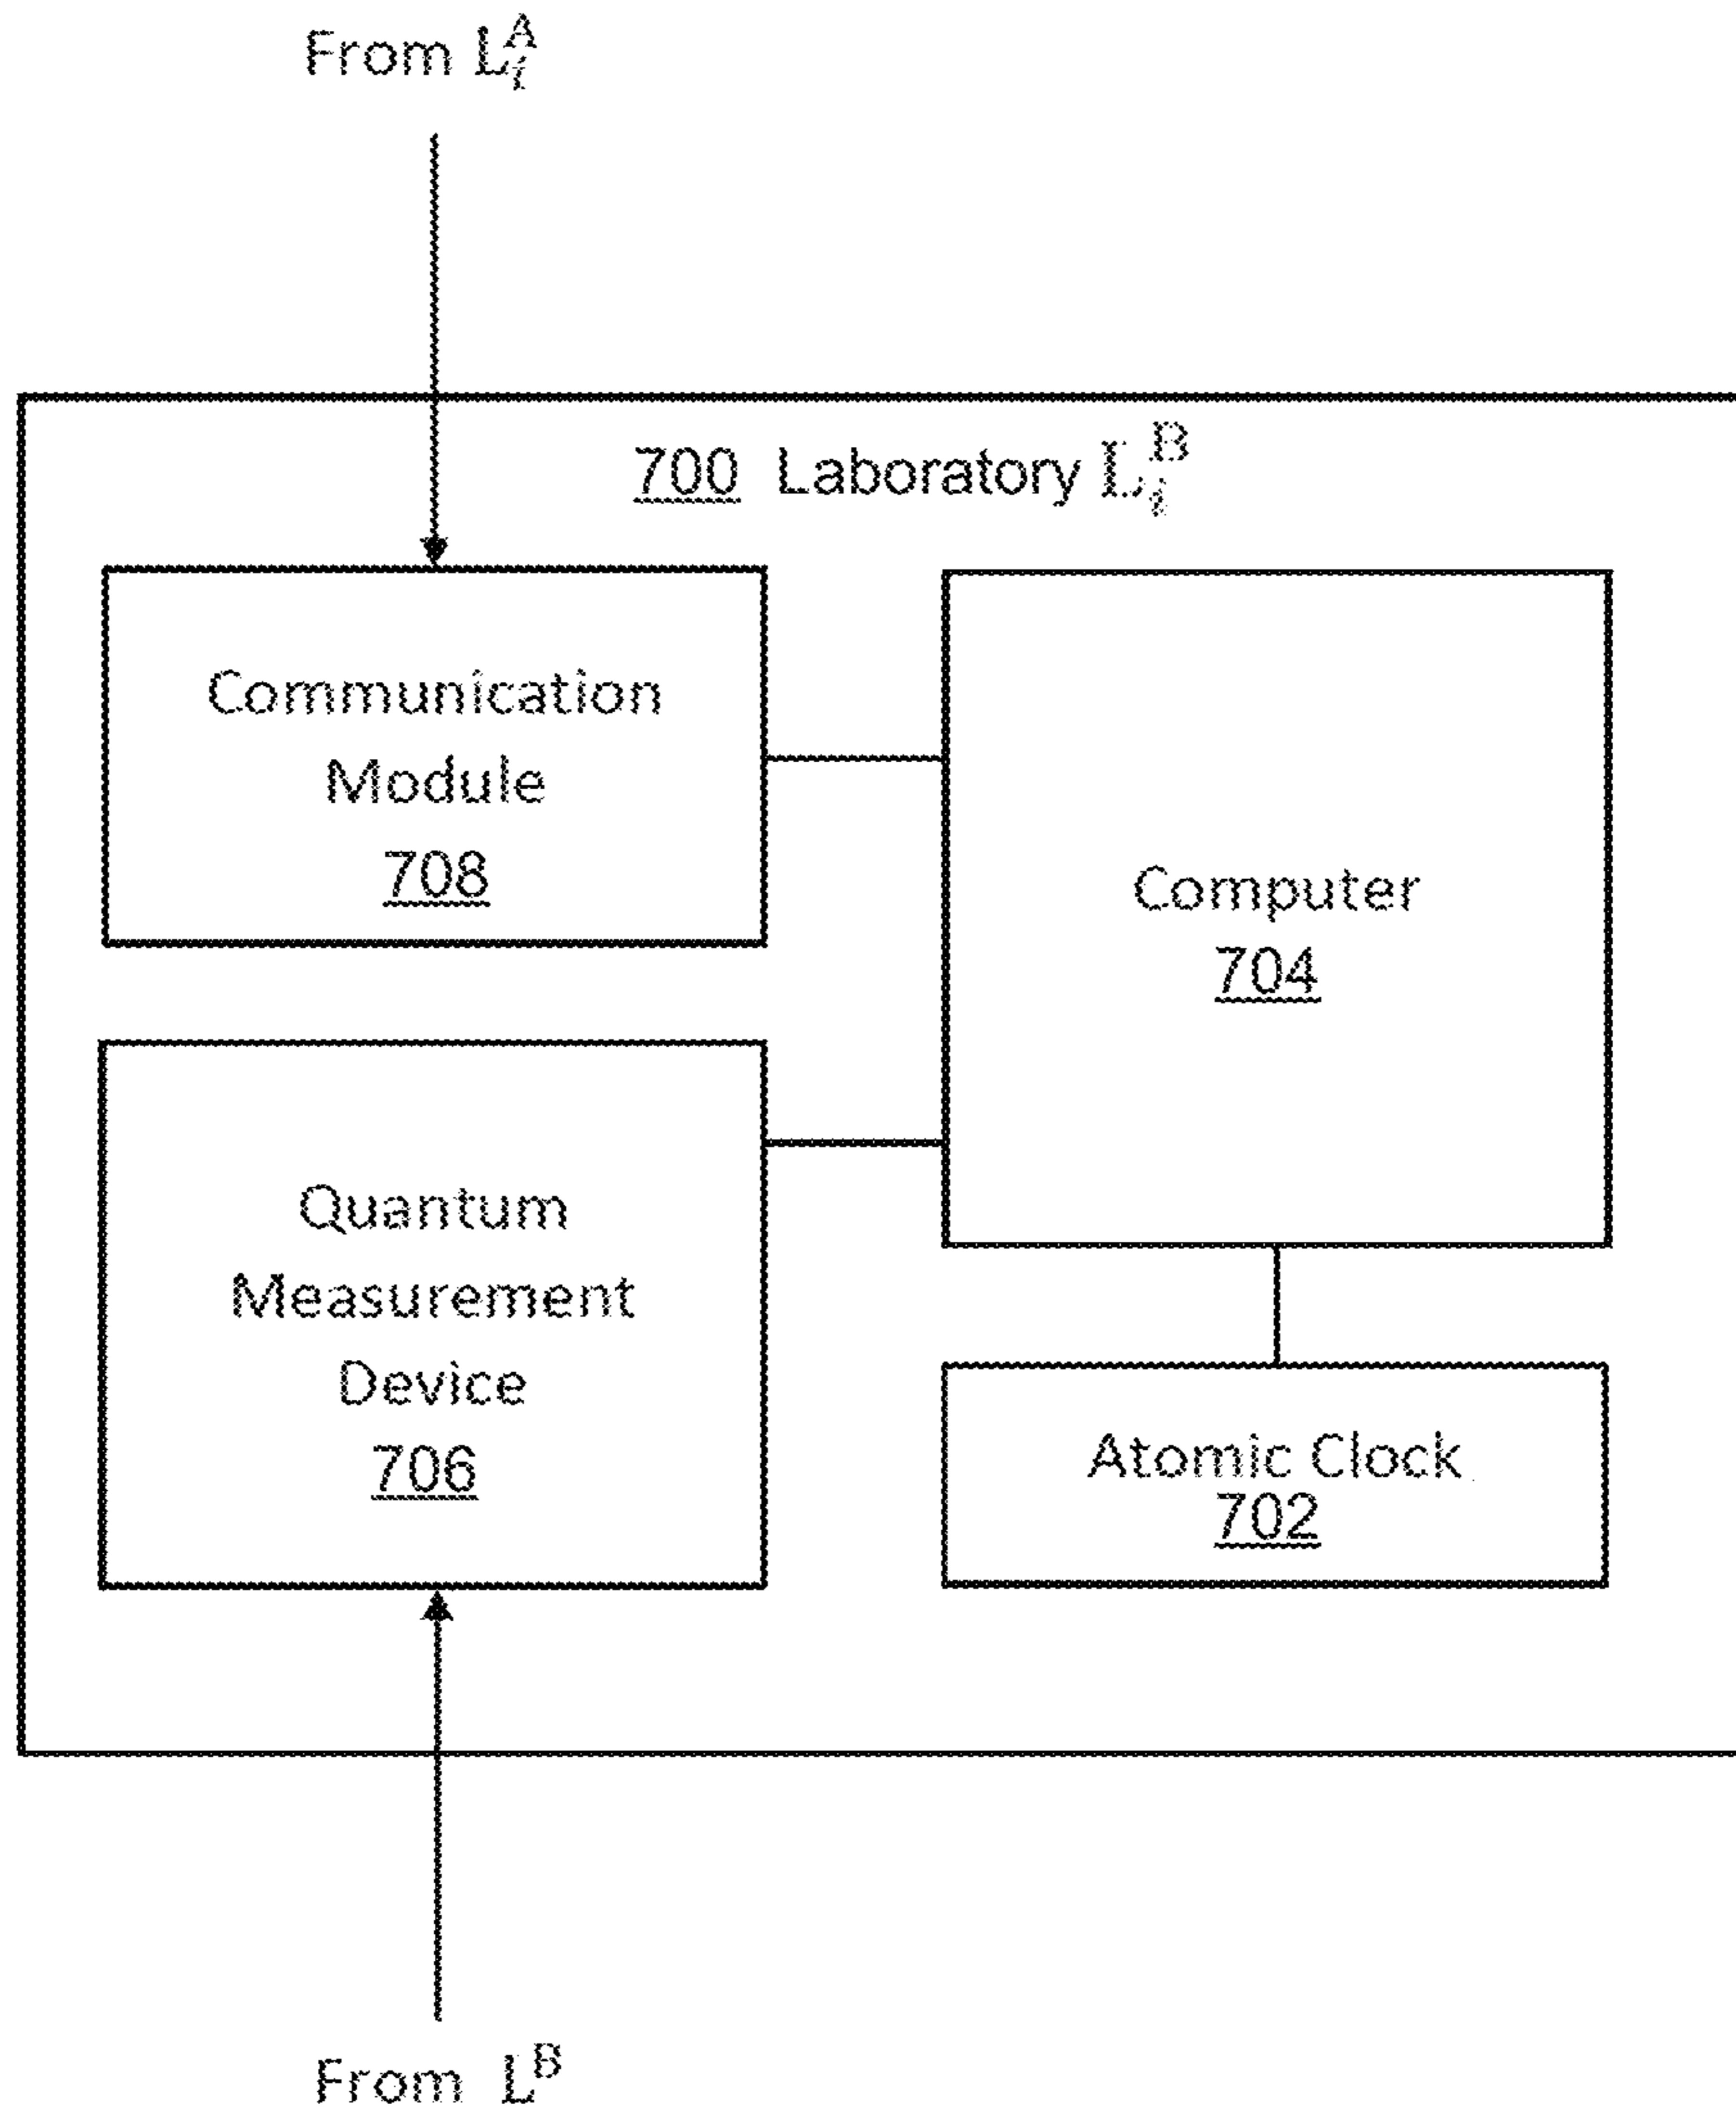 From L_i^A
700 Laboratory L_i^B
Communication
Module
708
Computer
704
Quantum
Measurement
Device
706
Atomic Clock
702
From L^B